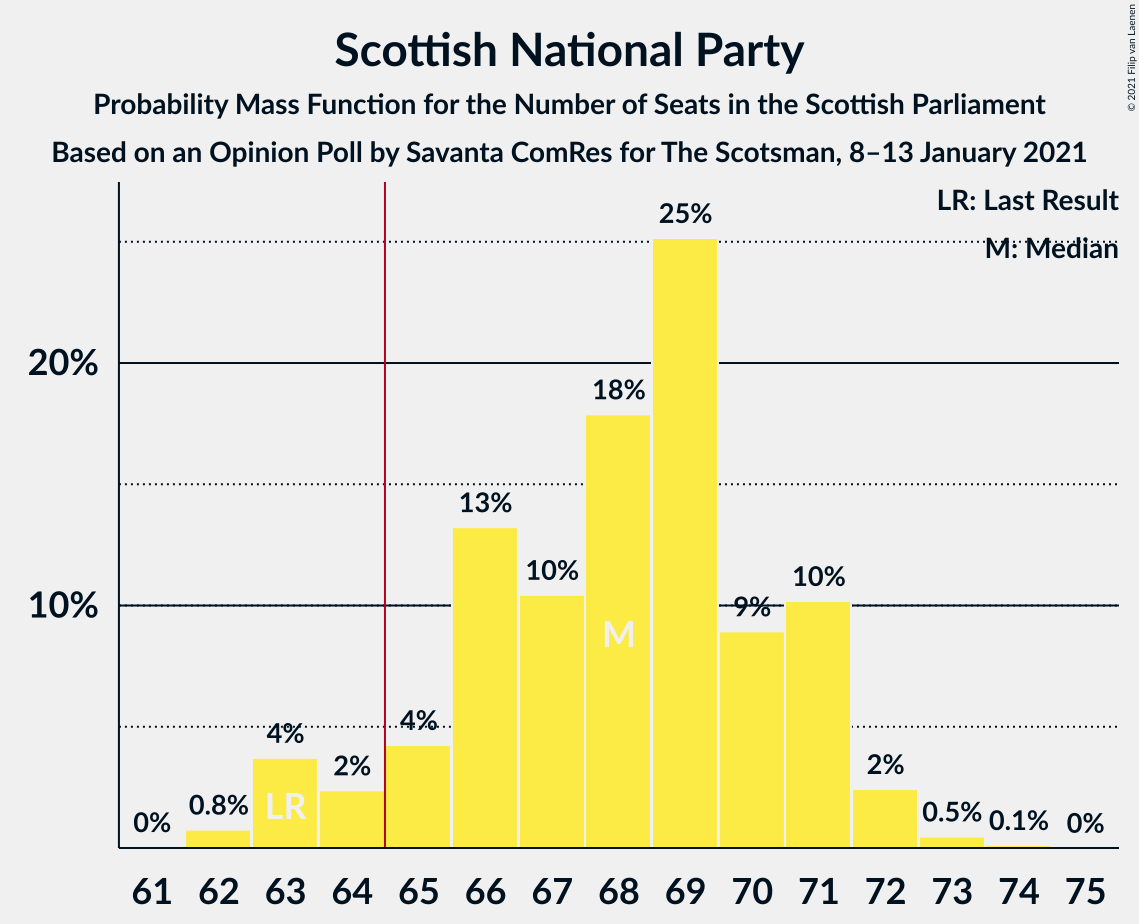 Scottish National Party
Probability Mass Function for the Number of Seats in the Scottish Parliament
Based on an Opinion Poll by Savanta ComRes for The Scotsman, 8–13 January 2021
© 2021 Filip van Laenen
LR: Last Result
M: Median
20%
10%
0%
0.8%
4%
2%
4%
13%
10%
18%
25%
9%
10%
2%
0.5%
0.1%
0%
LR
M
61 62 63 64 65 66 67 68 69 70 71 72 73 74 75